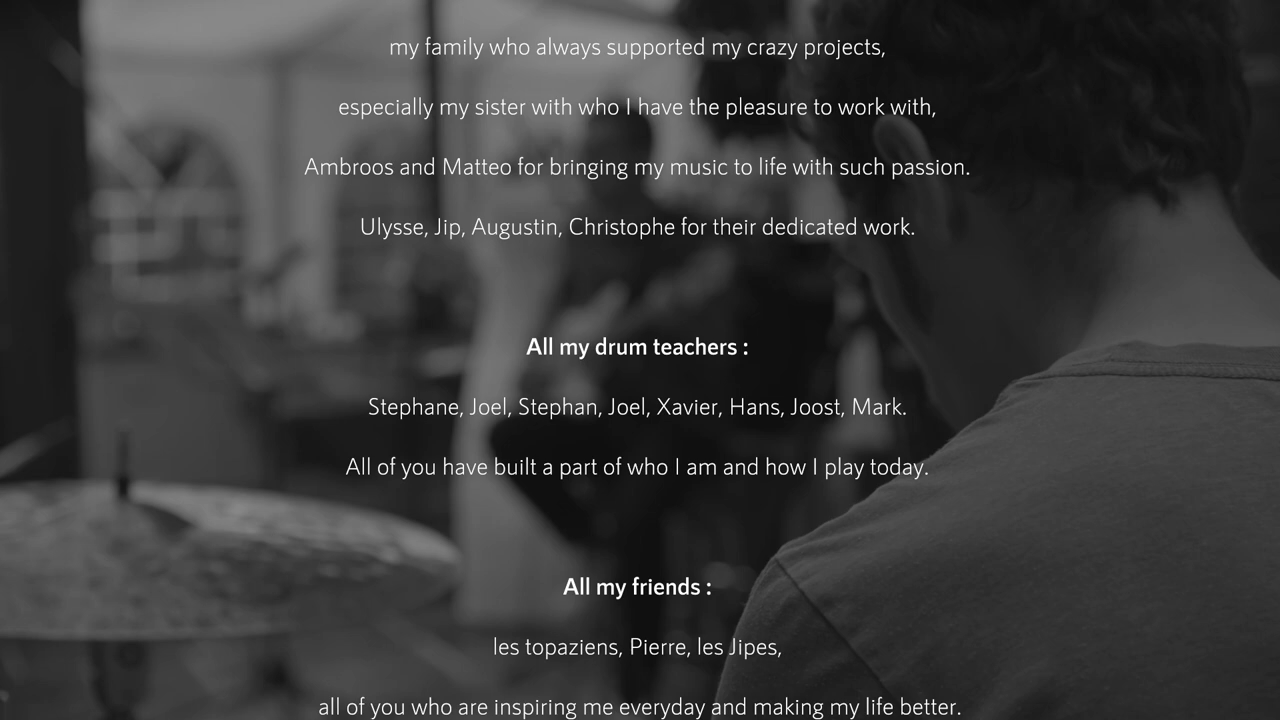 my family who always supported my crazy projects,
especially my sister with who I have the pleasure to work with,
Ambroos and Matteo for bringing my music to life with such passion.
Ulysse, Jip, Augustin, Christophe for their dedicated work.
All my drum teachers :
Stephane, Joel, Stephan, Joel, Xavier, Hans, Joost, Mark.
All of you have built a part of who I am and how I play today.
All my friends :
les topaziens, Pierre, les Jipes,
all of you who are inspiring me everyday and making my life better.